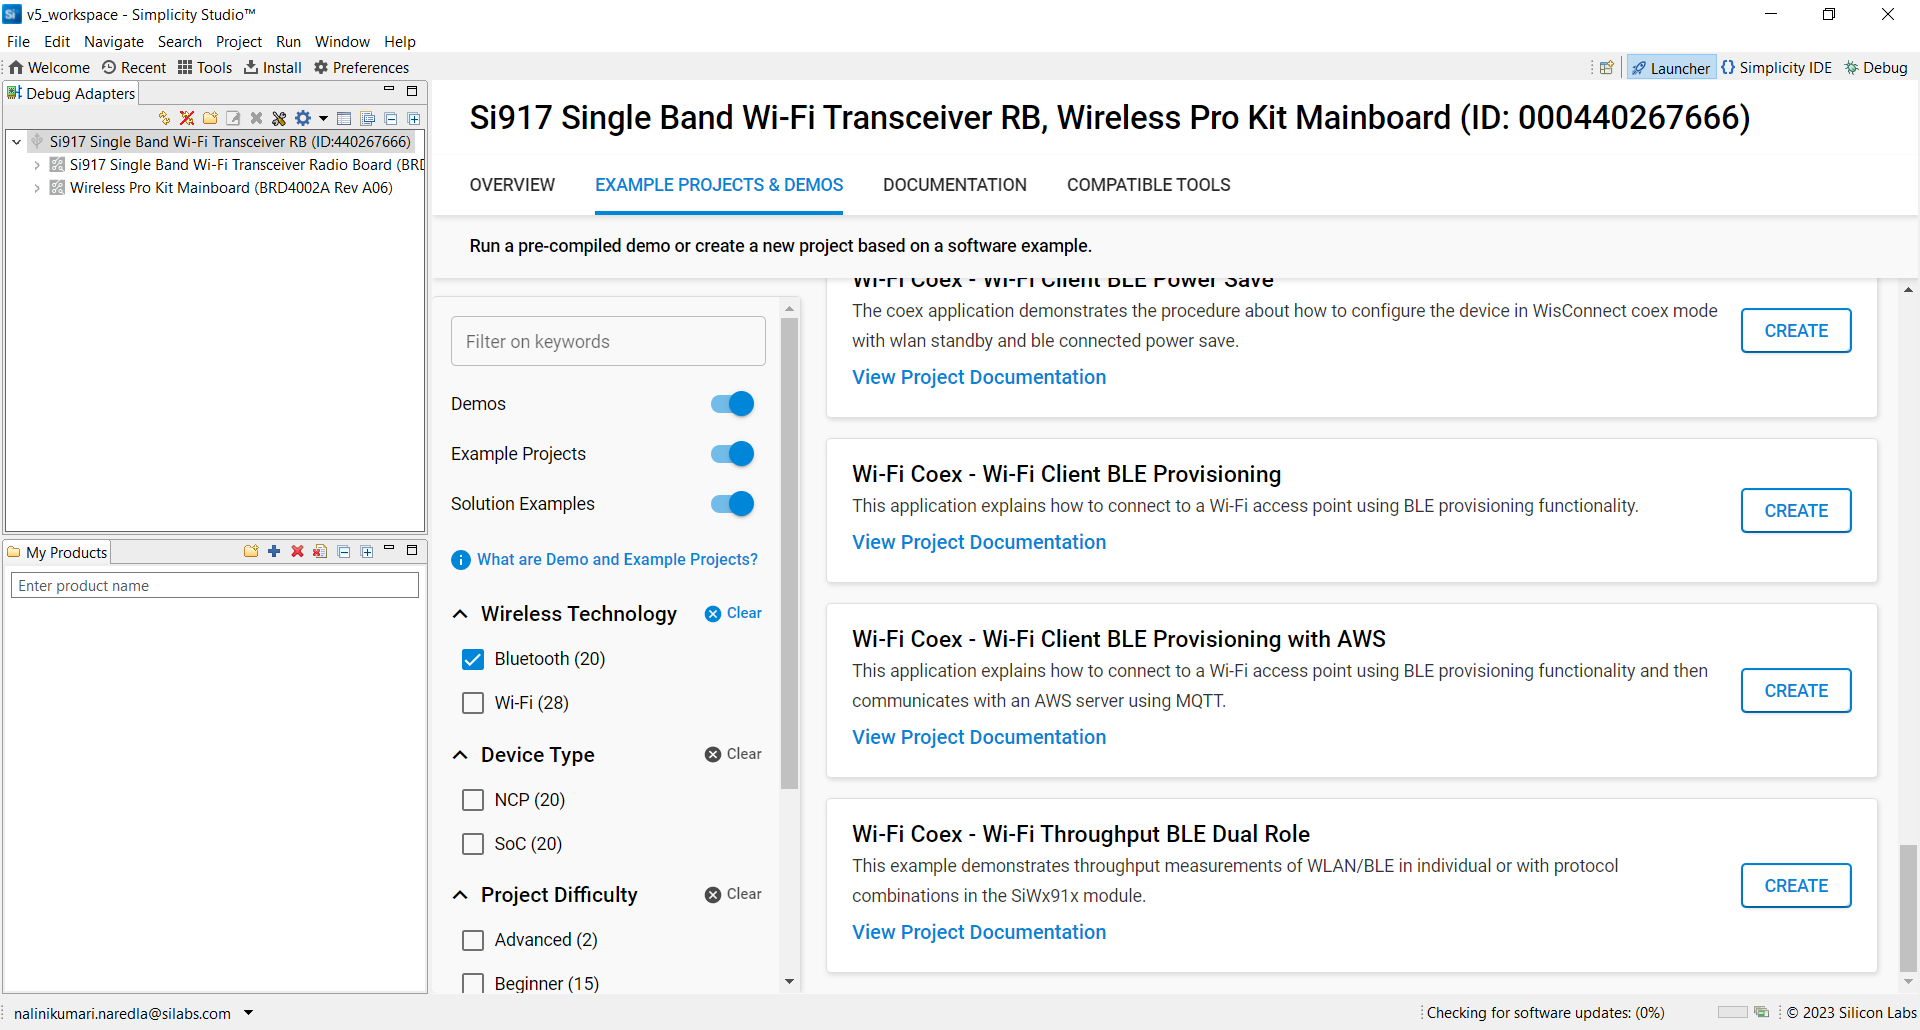 v5_workspace - Simplicity Studio™
File Edit Navigate Search Project Run Window Help
Welcome Recent Tools Install Preferences
Launcher Simplicity IDE Debug
Debug Adapters
Si917 Single Band Wi-Fi Transceiver RB (ID:440267666)
Si917 Single Band Wi-Fi Transceiver Radio Board (BRD
Wireless Pro Kit Mainboard (BRD4002A Rev A06)
My Products
Enter product name
Si917 Single Band Wi-Fi Transceiver RB, Wireless Pro Kit Mainboard (ID: 000440267666)
OVERVIEW EXAMPLE PROJECTS & DEMOS DOCUMENTATION COMPATIBLE TOOLS
Run a pre-compiled demo or create a new project based on a software example.
Filter on keywords
Demos
Example Projects
Solution Examples
What are Demo and Example Projects?
Wireless Technology Clear
Bluetooth (20)
Wi-Fi (28)
Device Type Clear
NCP (20)
SoC (20)
Project Difficulty Clear
Advanced (2)
Beginner (15)
Wi-Fi Coex - Wi-Fi Client BLE Power Save
The coex application demonstrates the procedure about how to configure the device in WisConnect coex mode
with wlan standby and ble connected power save.
View Project Documentation
CREATE
Wi-Fi Coex - Wi-Fi Client BLE Provisioning
This application explains how to connect to a Wi-Fi access point using BLE provisioning functionality.
View Project Documentation
CREATE
Wi-Fi Coex - Wi-Fi Client BLE Provisioning with AWS
This application explains how to connect to a Wi-Fi access point using BLE provisioning functionality and then
communicates with an AWS server using MQTT.
View Project Documentation
CREATE
Wi-Fi Coex - Wi-Fi Throughput BLE Dual Role
This example demonstrates throughput measurements of WLAN/BLE in individual or with protocol
combinations in the SiWx91x module.
View Project Documentation
CREATE
nalinikumari.naredla@silabs.com
Checking for software updates: (0%)
© 2023 Silicon Labs